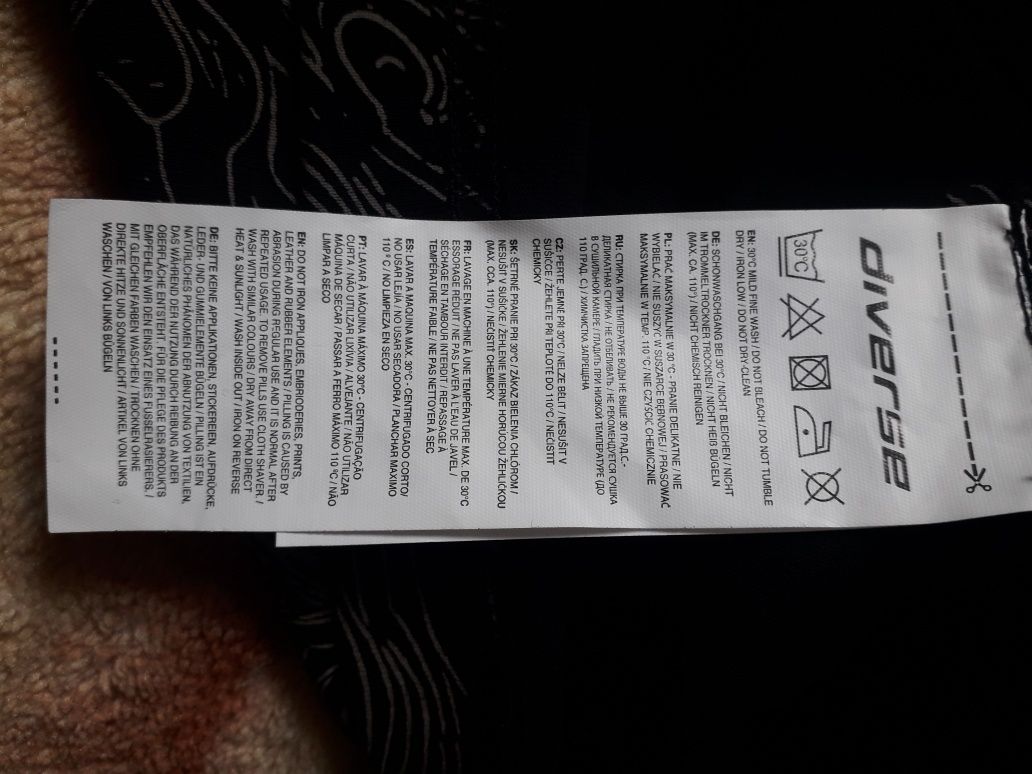 diverse
30°C
EN: 30°C MILD FINE WASH / DO NOT BLEACH / DO NOT TUMBLE
DRY / IRON LOW / DO NOT DRY-CLEAN
DE: SCHONWASCHGANG BEI 30°C / NICHT BLEICHEN / NICHT
IM TROMMELTROCKNER TROCKNEN / NICHT HEIß BÜGELN
(MAX. CA. 110°) / NICHT CHEMISCH REINIGEN
PL: PRAĆ MAKSYMALNIE W 30 °C - PRANIE DELIKATNE / NIE
WYBIELAĆ / NIE SUSZYĆ W SUSZARCE BĘBNOWEJ / PRASOWAĆ
MAKSYMALNIE W TEMP. 110 °C / NIE CZYŚCIĆ CHEMICZNIE
RU: СТИРКА ПРИ ТЕМПЕРАТУРЕ ВОДЫ НЕ ВЫШЕ 30 ГРАД.С -
ДЕЛИКАТНАЯ СТИРКА / НЕ ОТБЕЛИВАТЬ / НЕ РЕКОМЕНДУЕТСЯ СУШКА
В СУШИЛЬНОЙ КАМЕРЕ / ГЛАДИТЬ ПРИ НИЗКОЙ ТЕМПЕРАТУРЕ (ДО
110 ГРАД. С.) / ХИМЧИСТКА ЗАПРЕЩЕНА
CZ: PERTE JEMNĚ PŘI 30°C / NELZE BĚLIT / NESUŠIT V
SUŠIČCE / ŽEHLETE PŘI TEPLOTĚ DO 110°C / NEČISTIT
CHEMICKY
SK: ŠETRNÉ PRANIE PRI 30°C / ZÁKAZ BIELENIA CHLÓROM /
NESUŠIŤ V SUŠIČKE / ŽEHLENIE MIERNE HORÚCOU ŽEHLIČKOU
(MAX. CCA. 110°) / NEČISTIŤ CHEMICKY
FR: LAVAGE EN MACHINE À UNE TEMPÉRATURE MAX. DE 30°C
ESSORAGE RÉDUIT / NE PAS LAVER À L'EAU DE JAVEL /
SÉCHAGE EN TAMBOUR INTERDIT / REPASSAGE À
TEMPÉRATURE FAIBLE / NE PAS NETTOYER À SEC
ES: LAVAR A MAQUINA MAX. 30°C - CENTRIFUGADO CORTO/
NO USAR LEJÍA / NO USAR SECADORA / PLANCHAR MAXIMO
110 º C / NO LIMPIEZA EN SECO
PT: LAVAR À MÁQUINA MÁXIMO 30ºC - CENTRIFUGAÇÃO
CURTA / NÃO UTILIZAR LIXÍVIA / ALVEJANTE / NÃO UTILIZAR
MÁQUINA DE SECAR / PASSAR A FERRO MÁXIMO 110 ºC / NÃO
LIMPAR A SECO
EN: DO NOT IRON APPLIQUES, EMBROIDERIES, PRINTS,
LEATHER AND RUBBER ELEMENTS / PILLING IS CAUSED BY
ABRASION DURING REGULAR USE AND IT IS NORMAL AFTER
REPEATED USAGE. TO REMOVE PILLS USE CLOTH SHAVER. /
WASH WITH SIMILAR COLOURS / DRY AWAY FROM DIRECT
HEAT & SUNLIGHT / WASH INSIDE OUT / IRON ON REVERSE
DE: BITTE KEINE APPLIKATIONEN, STICKEREIEN, AUFDRÜCKE,
LEDER- UND GUMMIELEMENTE BÜGELN / PILLING IST EIN
NATÜRLICHES PHÄNOMEN DER ABNUTZUNG VON TEXTILIEN,
DAS WÄHREND DER NUTZUNG DURCH REIBUNG AN DER
OBERFLÄCHE ENTSTEHT. FÜR DIE PFLEGE DES PRODUKTS
EMPFEHLEN WIR DEN EINSATZ EINES FUSSELRASIERERS. /
MIT GLEICHEN FARBEN WASCHEN / TROCKNEN OHNE
DIREKTE HITZE UND SONNENLICHT / ARTIKEL VON LINKS
WASCHEN / VON LINKS BÜGELN